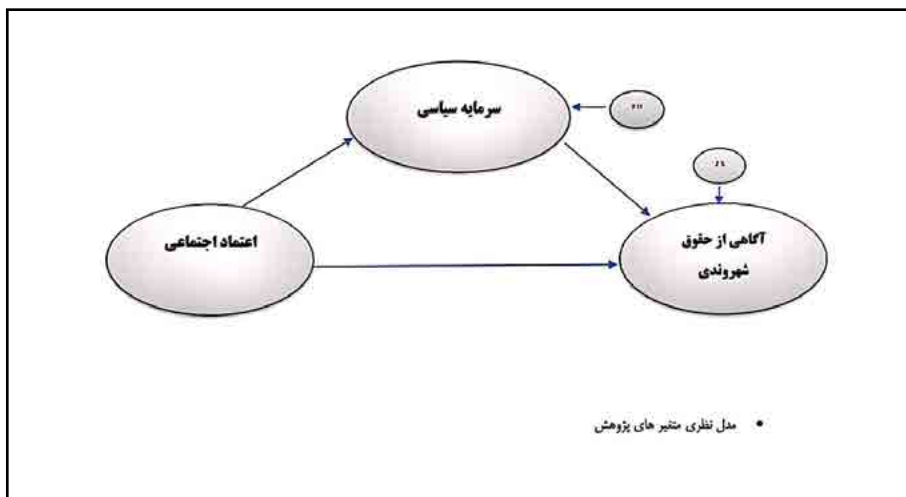 سرمایه سیاسی
اعتماد اجتماعی
آگاهی از حقوق
شهروندی
• مدل نظری متغیر های پژوهش